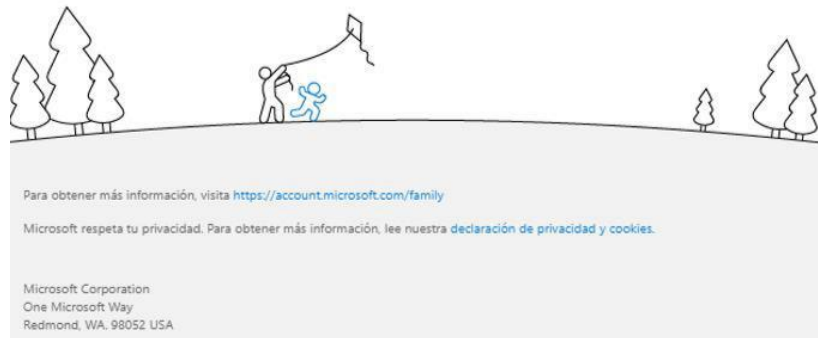 Para obtener más información, visita https://account.microsoft.com/family
Microsoft respeta tu privacidad. Para obtener más información, lee nuestra declaración de privacidad y cookies.
Microsoft Corporation
One Microsoft Way
Redmond, WA. 98052 USA